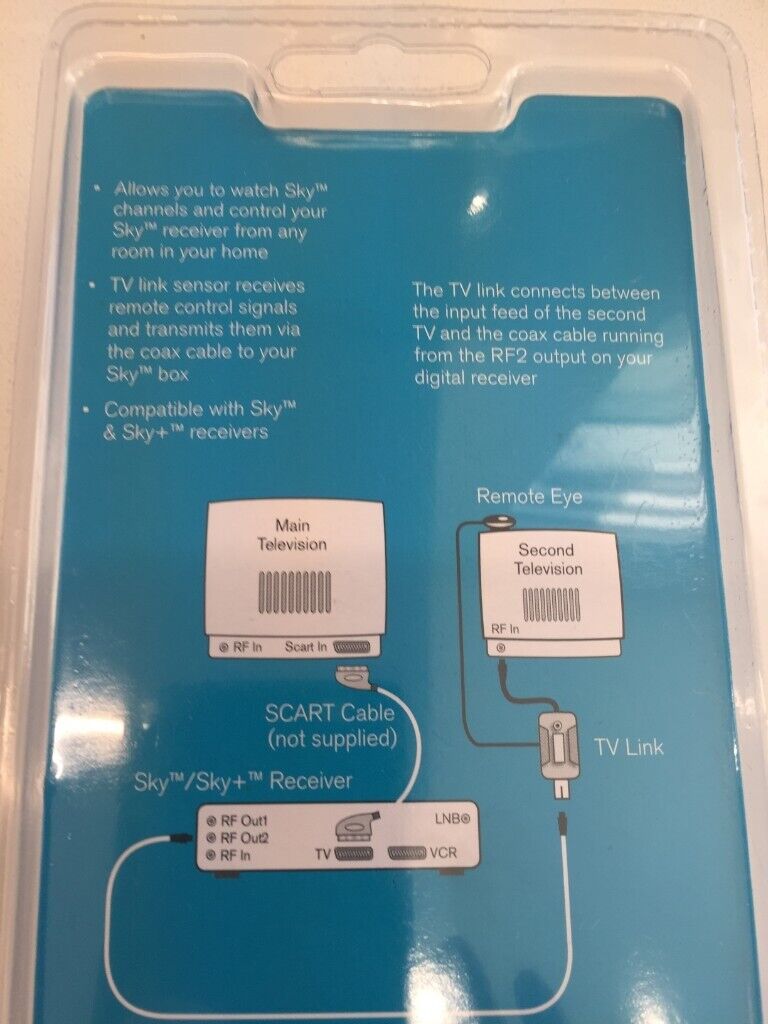 • Allows you to watch Sky™
channels and control your
Sky™ receiver from any
room in your home
• TV link sensor receives
remote control signals
and transmits them via
the coax cable to your
Sky™ box
• Compatible with Sky™
& Sky+™ receivers
The TV link connects between
the input feed of the second
TV and the coax cable running
from the RF2 output on your
digital receiver
Remote Eye
Main
Television
RF In
Scart In
Second
Television
RF In
SCART Cable
(not supplied)
TV Link
Sky™/Sky+™ Receiver
RF Out1
RF Out2
RF In
TV
VCR
LNB